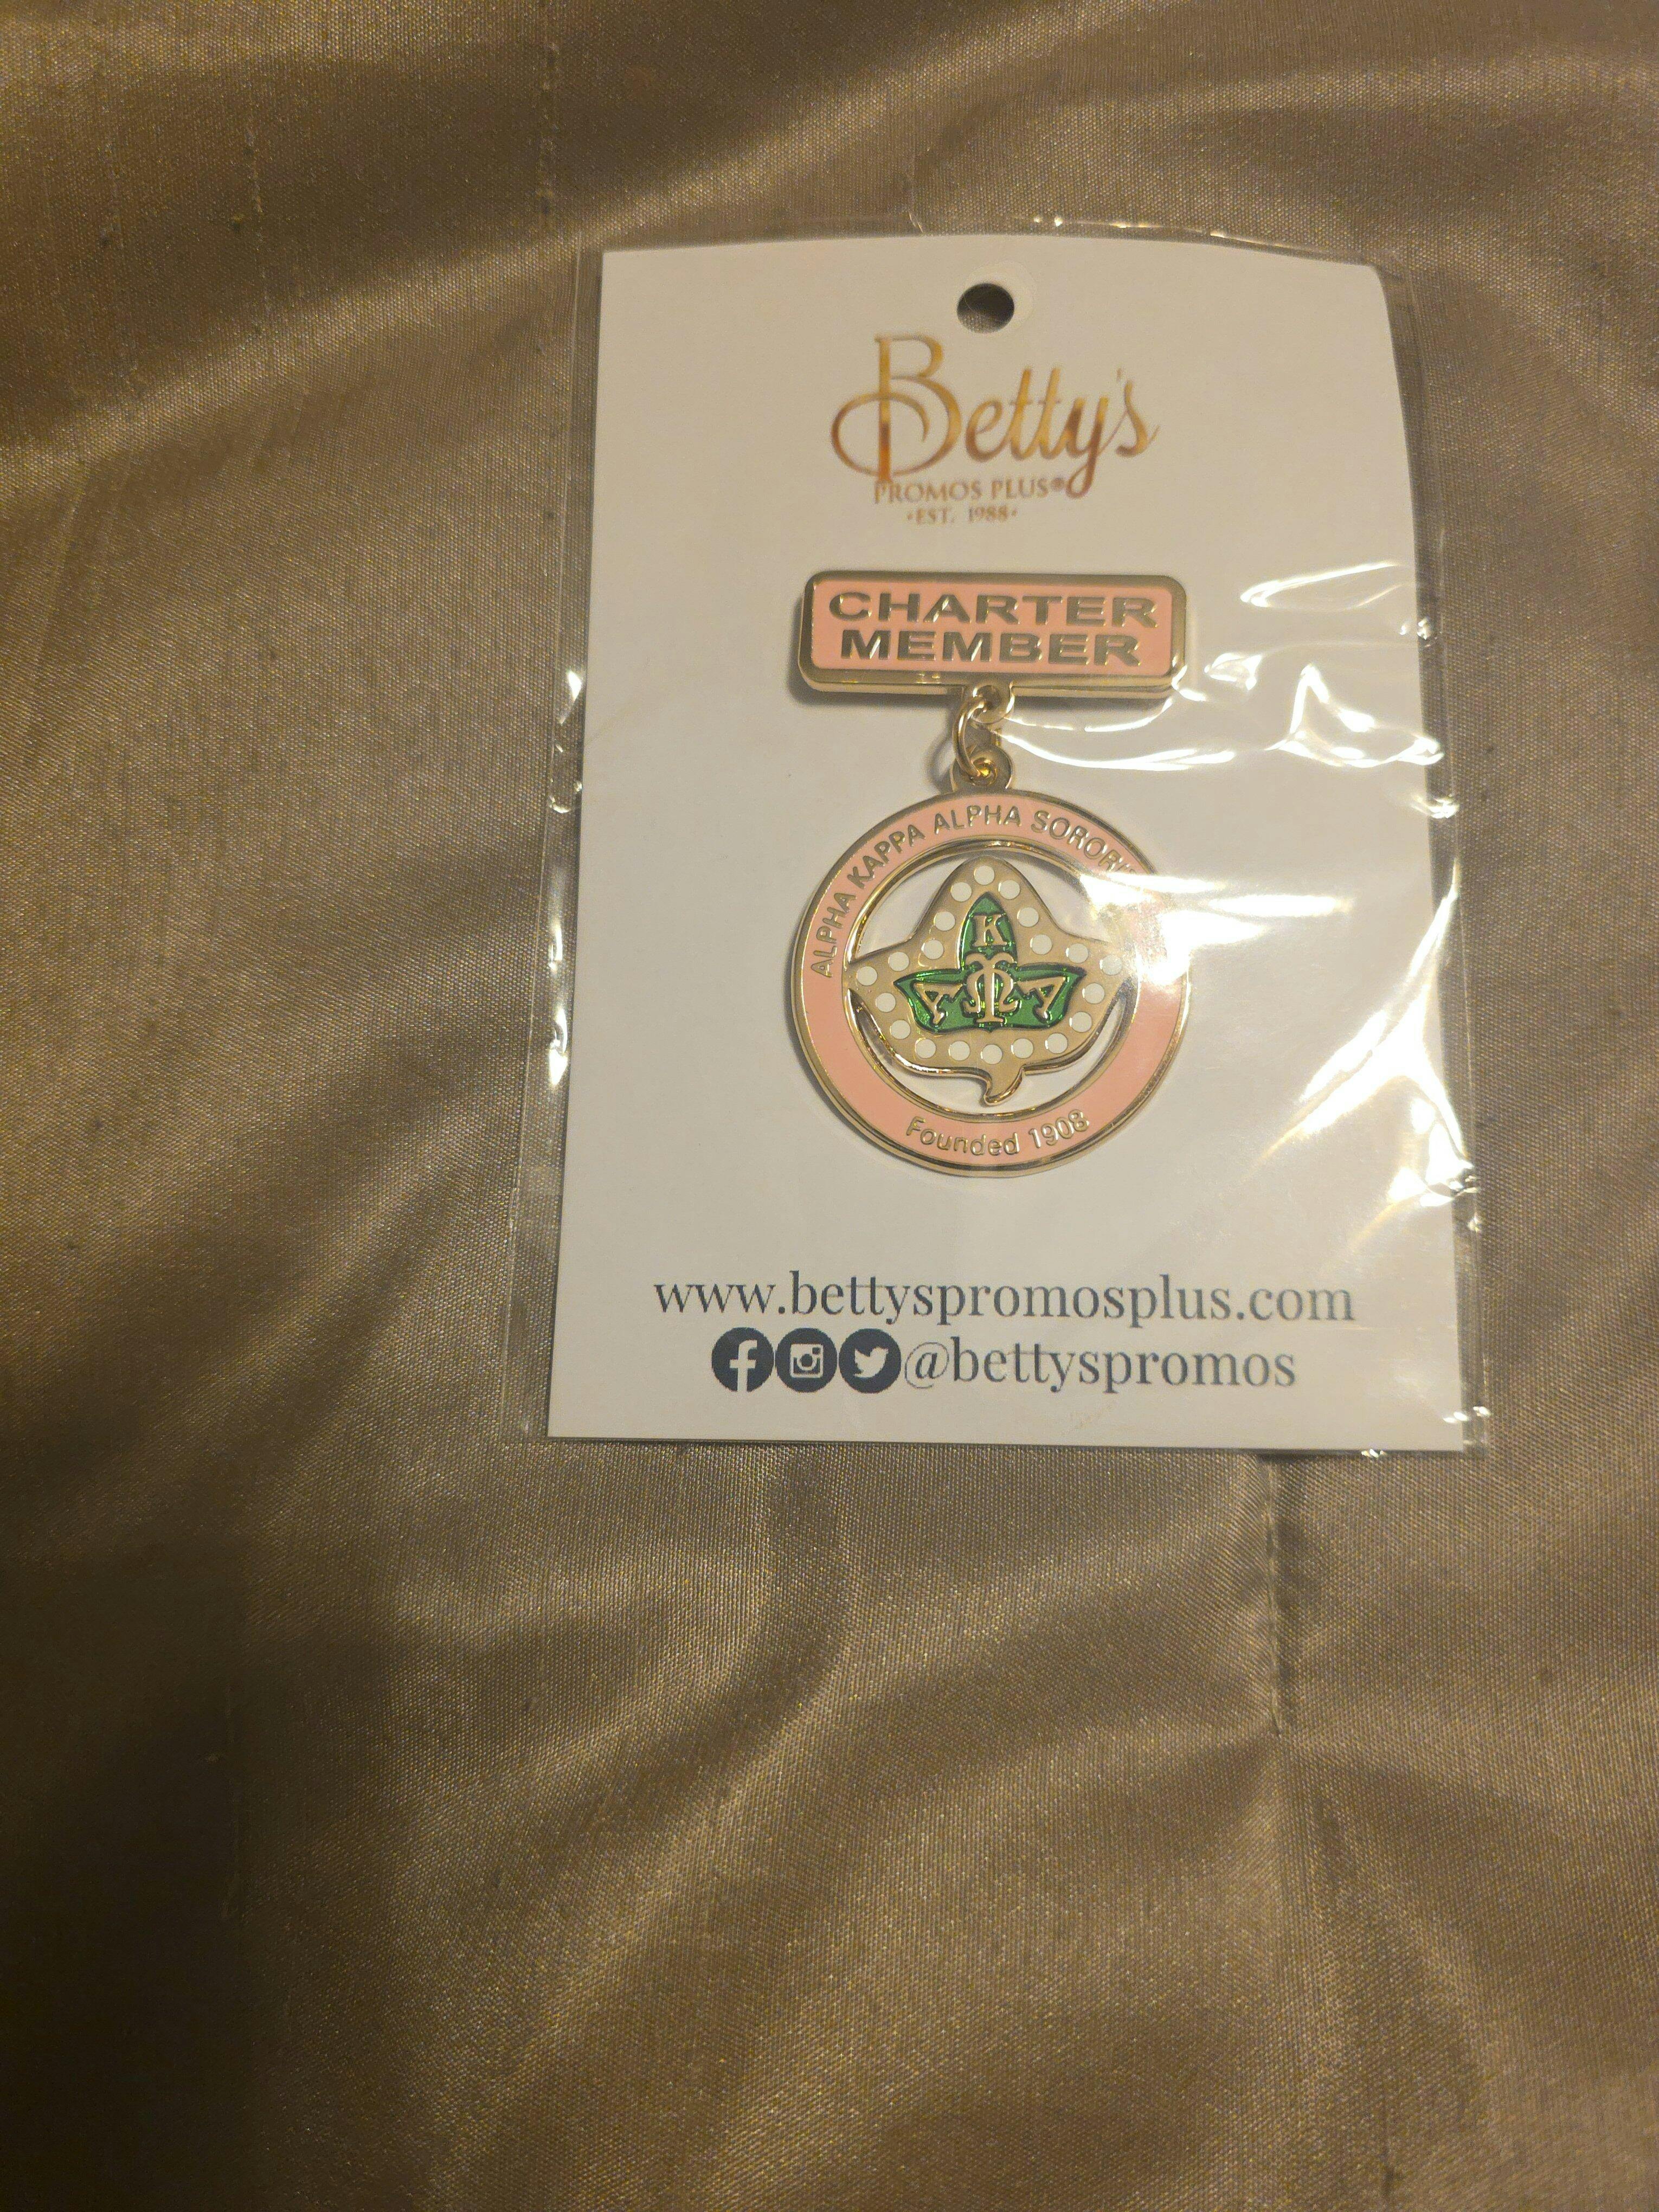 Betty's
PROMOS PLUS®
•EST. 1988•
CHARTER
MEMBER
ALPHA KAPPA ALPHA
K
A A
Founded 1908
www.bettyspromosplus.com
@bettyspromos